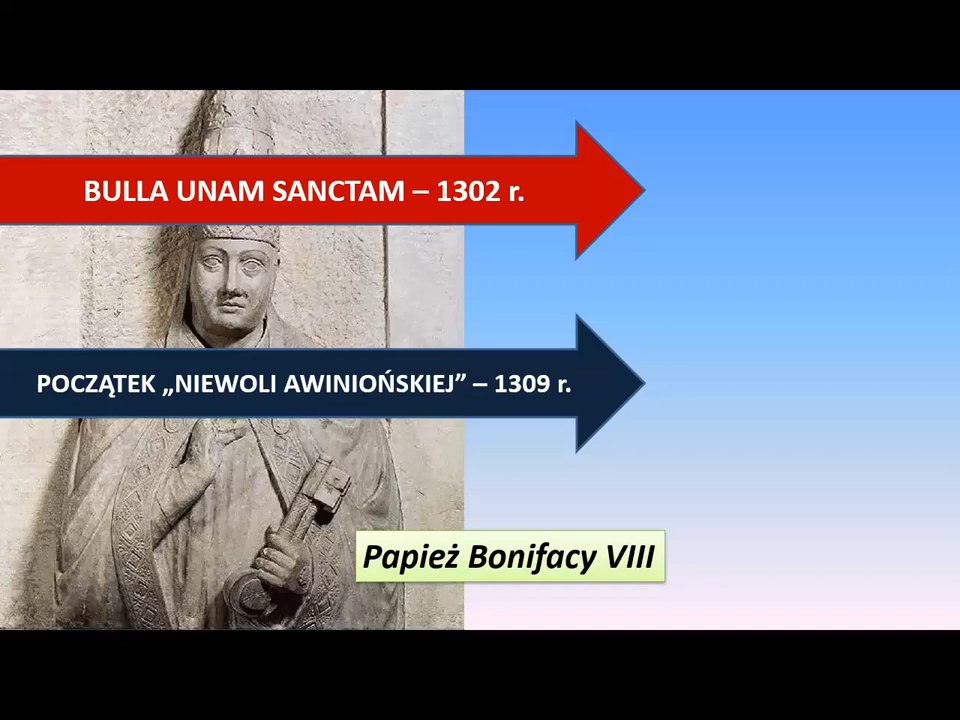 BULLA UNAM SANCTAM – 1302 r.
POCZĄTEK „NIEWOLI AWINIOŃSKIEJ” – 1309 r.
Papież Bonifacy VIII